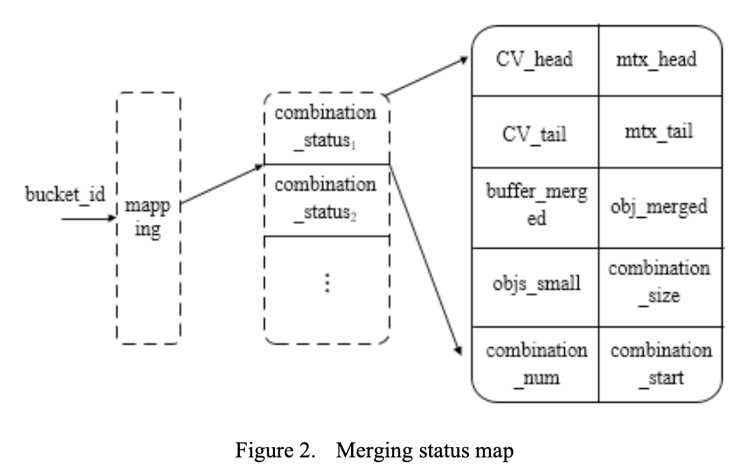 bucket_id
mapp
ing
combination
_status1
combination
_status2
⋮
CV_head
mtx_head
CV_tail
mtx_tail
buffer_merg
ed
obj_merged
objs_small
combination
_size
combination
_num
combination
_start
Figure 2. Merging status map